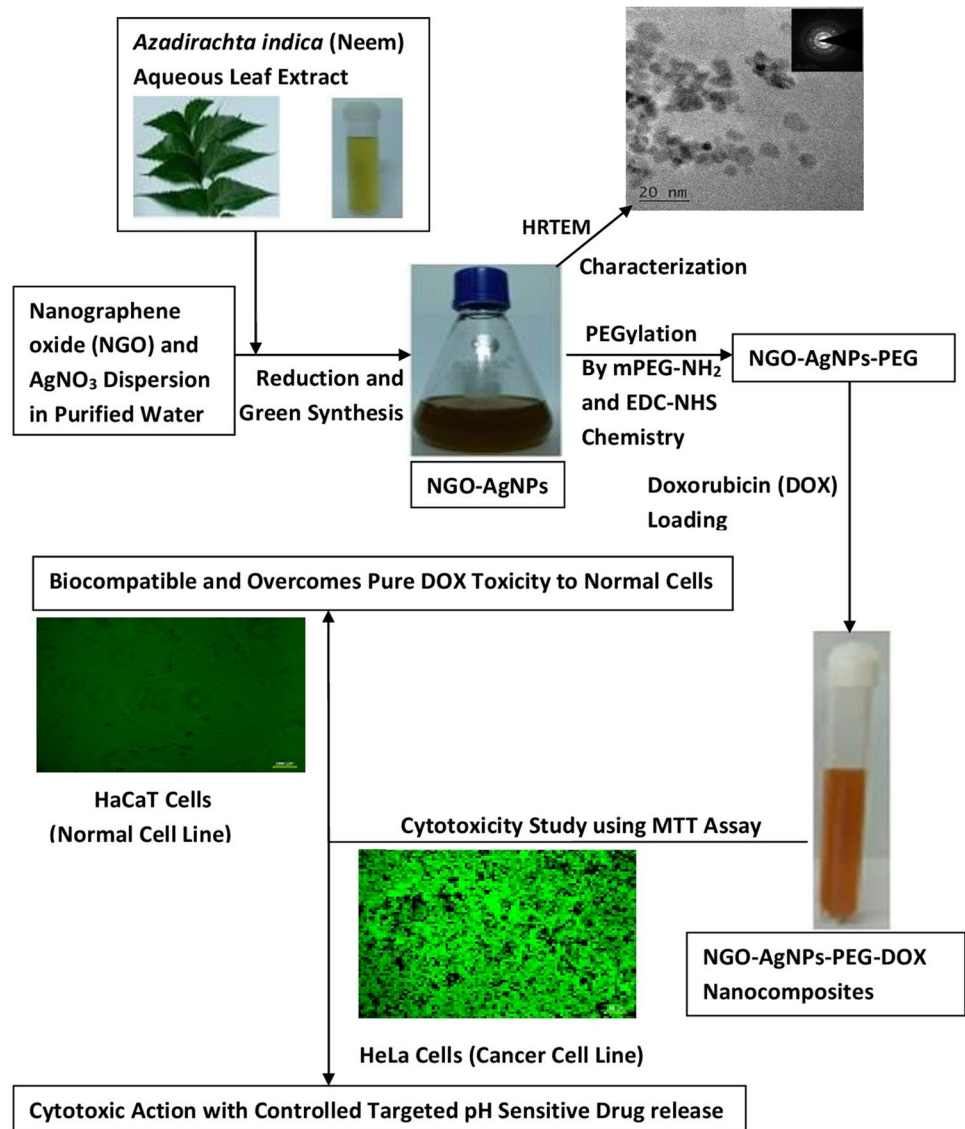 Azadirachta indica (Neem)
Aqueous Leaf Extract
20 nm
HRTEM
Characterization
Nanographene
oxide (NGO) and
AgNO₃ Dispersion
in Purified Water
Reduction and
Green Synthesis
NGO-AgNPs
PEGylation
By mPEG-NH₂
and EDC-NHS
Chemistry
NGO-AgNPs-PEG
Doxorubicin (DOX)
Loading
Biocompatible and Overcomes Pure DOX Toxicity to Normal Cells
HaCaT Cells
(Normal Cell Line)
Cytotoxicity Study using MTT Assay
NGO-AgNPs-PEG-DOX
Nanocomposites
HeLa Cells (Cancer Cell Line)
Cytotoxic Action with Controlled Targeted pH Sensitive Drug release